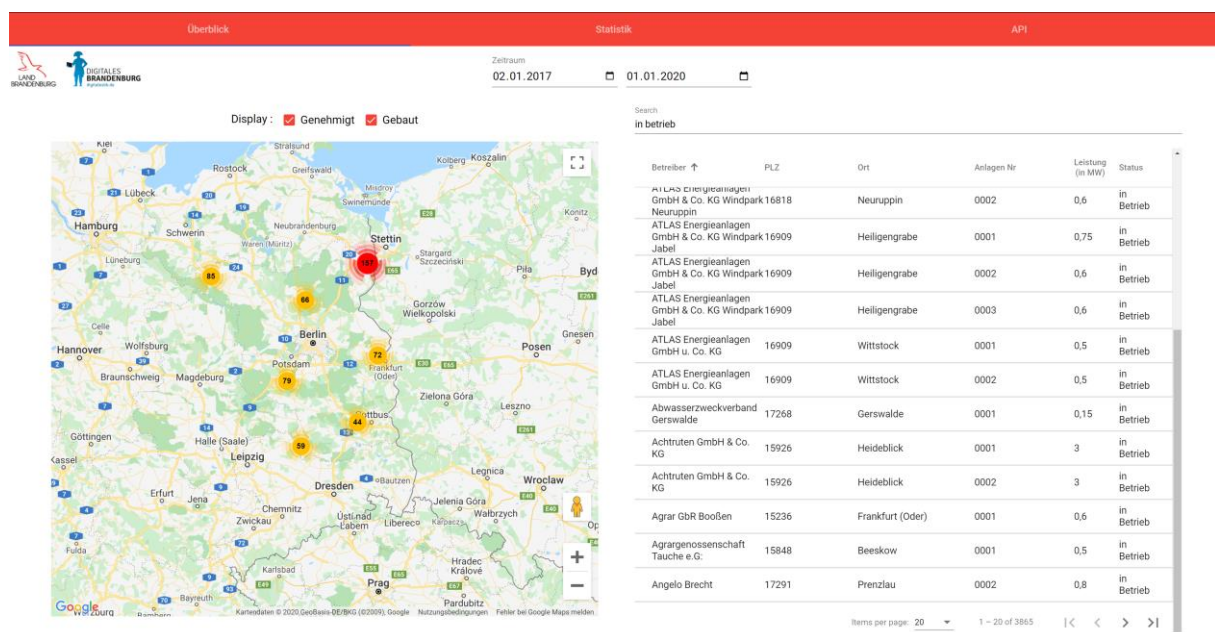 Überblick
Statistik
API
LAND
BRANDENBURG
DIGITALES
BRANDENBURG
Zeitraum
02.01.2017
01.01.2020
Display :
Genehmigt
Gebaut
Search
in betrieb
Kiel
Stralsund
Rostock
Greifswald
Kolberg
Koszalin
Misdroy
Swinemünde
Lübeck
Konitz
Hamburg
Schwerin
Neubrandenburg
Waren (Müritz)
Stettin
Stargard
Szczeciński
Lüneburg
Piła
Byd
157
85
66
Gorzów
Wielkopolski
Celle
Berlin
Gnesen
Hannover
Wolfsburg
Posen
72
Potsdam
Frankfurt
(Oder)
Braunschweig
Magdeburg
79
Zielona Góra
Leszno
44
Cottbus
Göttingen
Halle (Saale)
59
Leipzig
Kassel
Legnica
Dresden
Bautzen
Wroclaw
Erfurt
Jena
Chemnitz
Jelenia Góra
Zwickau
Ústí nad
Labem
Liberec
Karpacz
Wałbrzych
Op
Fulda
Karlsbad
Hradec
Králové
Prag
Bayreuth
Pardubitz
Google
Würzburg
Bamberg
Kartendaten © 2020 GeoBasis-DE/BKG (©2009), Google
Nutzungsbedingungen
Fehler bei Google Maps melden
Betreiber
PLZ
Ort
Anlagen Nr
Leistung
(In MW)
Status
ATLAS Energieanlagen
GmbH & Co. KG Windpark
Neuruppin
16818
Neuruppin
0002
0,6
in
Betrieb
ATLAS Energieanlagen
GmbH & Co. KG Windpark
Jabel
16909
Heiligengrabe
0001
0,75
in
Betrieb
ATLAS Energieanlagen
GmbH & Co. KG Windpark
Jabel
16909
Heiligengrabe
0002
0,6
in
Betrieb
ATLAS Energieanlagen
GmbH & Co. KG Windpark
Jabel
16909
Heiligengrabe
0003
0,6
in
Betrieb
ATLAS Energieanlagen
GmbH u. Co. KG
16909
Wittstock
0001
0,5
in
Betrieb
ATLAS Energieanlagen
GmbH u. Co. KG
16909
Wittstock
0002
0,5
in
Betrieb
Abwasserzweckverband
Gerswalde
17268
Gerswalde
0001
0,15
in
Betrieb
Achtruten GmbH & Co.
KG
15926
Heideblick
0001
3
in
Betrieb
Achtruten GmbH & Co.
KG
15926
Heideblick
0002
3
in
Betrieb
Agrar GbR Booßen
15236
Frankfurt (Oder)
0001
0,6
in
Betrieb
Agrargenossenschaft
Tauche e.G:
15848
Beeskow
0001
0,5
in
Betrieb
Angelo Brecht
17291
Prenzlau
0002
0,8
in
Betrieb
Items per page:
20
1 – 20 of 3865